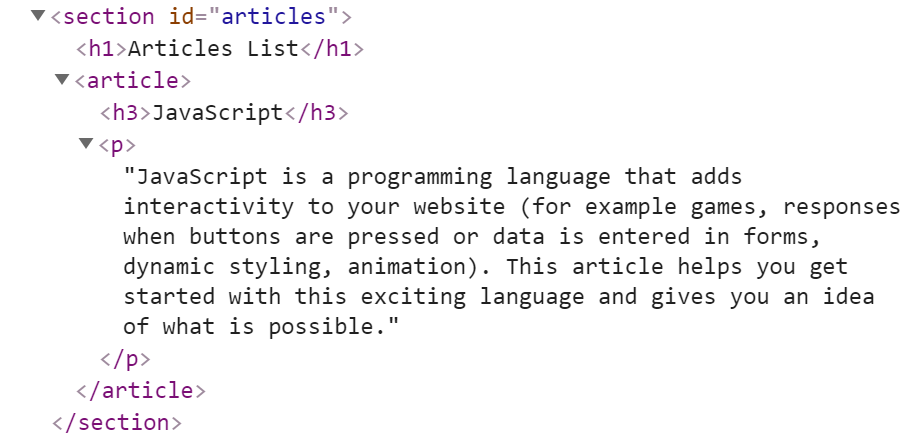 <section id="articles">
<h1>Articles List</h1>
<article>
<h3>JavaScript</h3>
<p>
"JavaScript is a programming language that adds
interactivity to your website (for example games, responses
when buttons are pressed or data is entered in forms,
dynamic styling, animation). This article helps you get
started with this exciting language and gives you an idea
of what is possible."
</p>
</article>
</section>